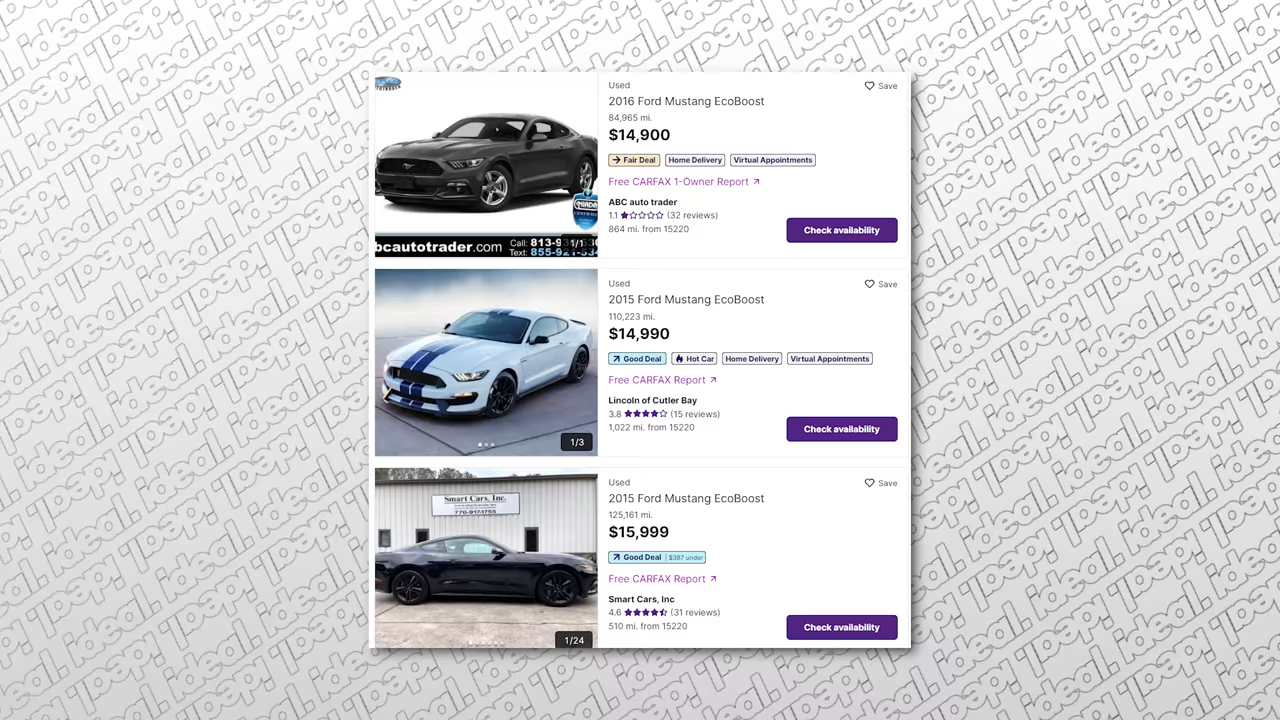 Used
Save
2016 Ford Mustang EcoBoost
84,965 mi.
$14,900
Fair Deal
Home Delivery
Virtual Appointments
Free CARFAX 1-Owner Report
ABC auto trader
1.1 (32 reviews)
864 mi. from 15220
Check availability
bcautotrader.com
Call: 813-9
Text: 855-921-534
1/1
Used
Save
2015 Ford Mustang EcoBoost
110,223 mi.
$14,990
Good Deal
Hot Car
Home Delivery
Virtual Appointments
Free CARFAX Report
Lincoln of Cutler Bay
3.8 (15 reviews)
1,022 mi. from 15220
Check availability
1/3
Used
Save
2015 Ford Mustang EcoBoost
125,161 mi.
$15,999
Good Deal $387 under
Free CARFAX Report
Smart Cars, Inc
4.6 (31 reviews)
510 mi. from 15220
Check availability
Smart Cars, Inc.
1/24
ideal.